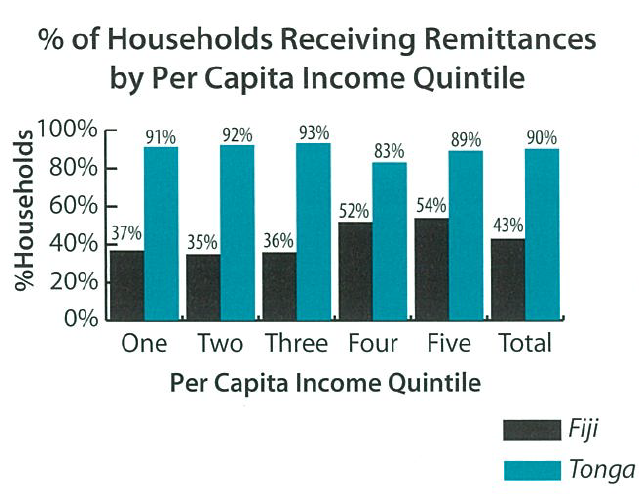 % of Households Receiving Remittances
by Per Capita Income Quintile
%Households
100%
80%
60%
40%
20%
0%
37%
91%
35%
92%
36%
93%
52%
83%
54%
89%
43%
90%
One Two Three Four Five Total
Per Capita Income Quintile
Fiji
Tonga